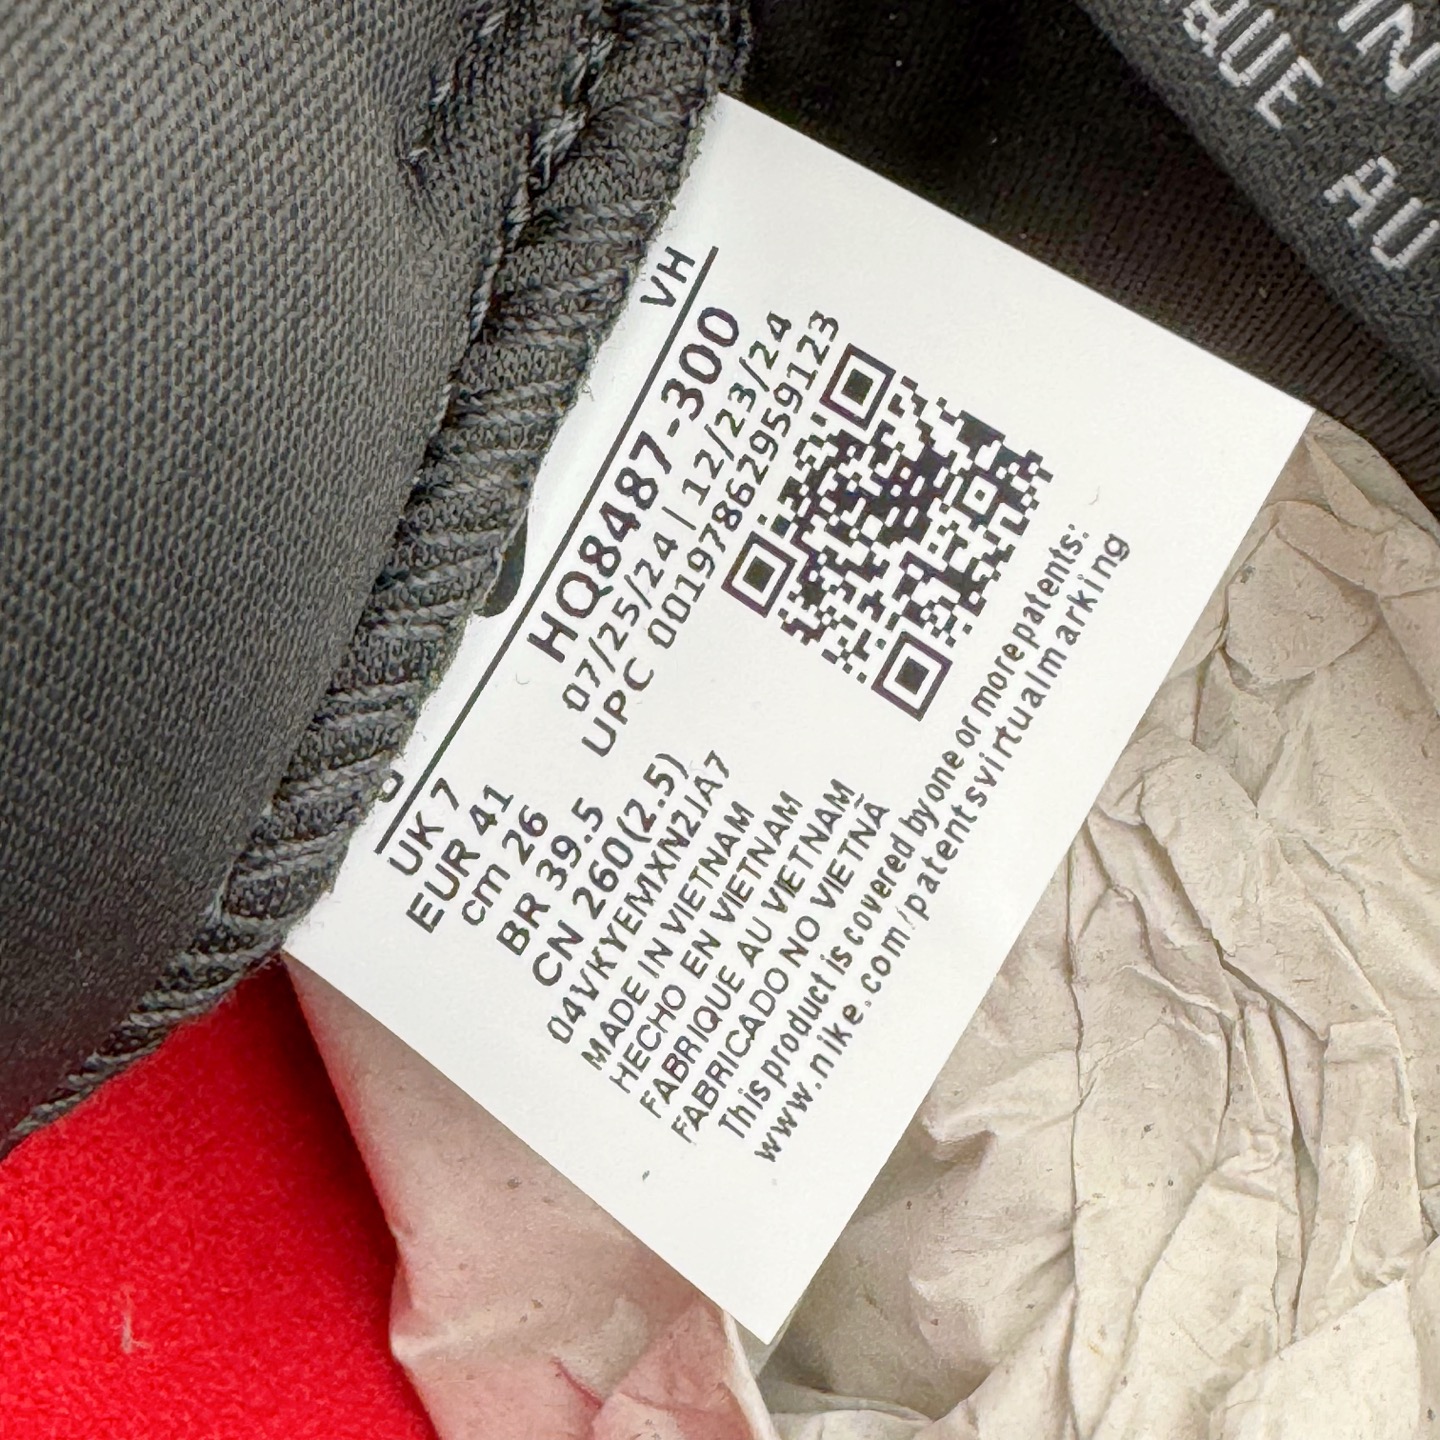 VH
HQ8487-300
07/25/24 | 12/23/24
UPC 00197862959123
UK 7
EUR 41
cm 26
BR 39.5
CN 260(2.5)
04VKYEMXN2JA7
MADE IN VIETNAM
HECHO EN VIETNAM
FABRIQUE AU VIETNAM
FABRICADO NO VIETNÃ
This product is covered by one or more patents:
www.nike.com/patentsvirtualmarking
IN
AU